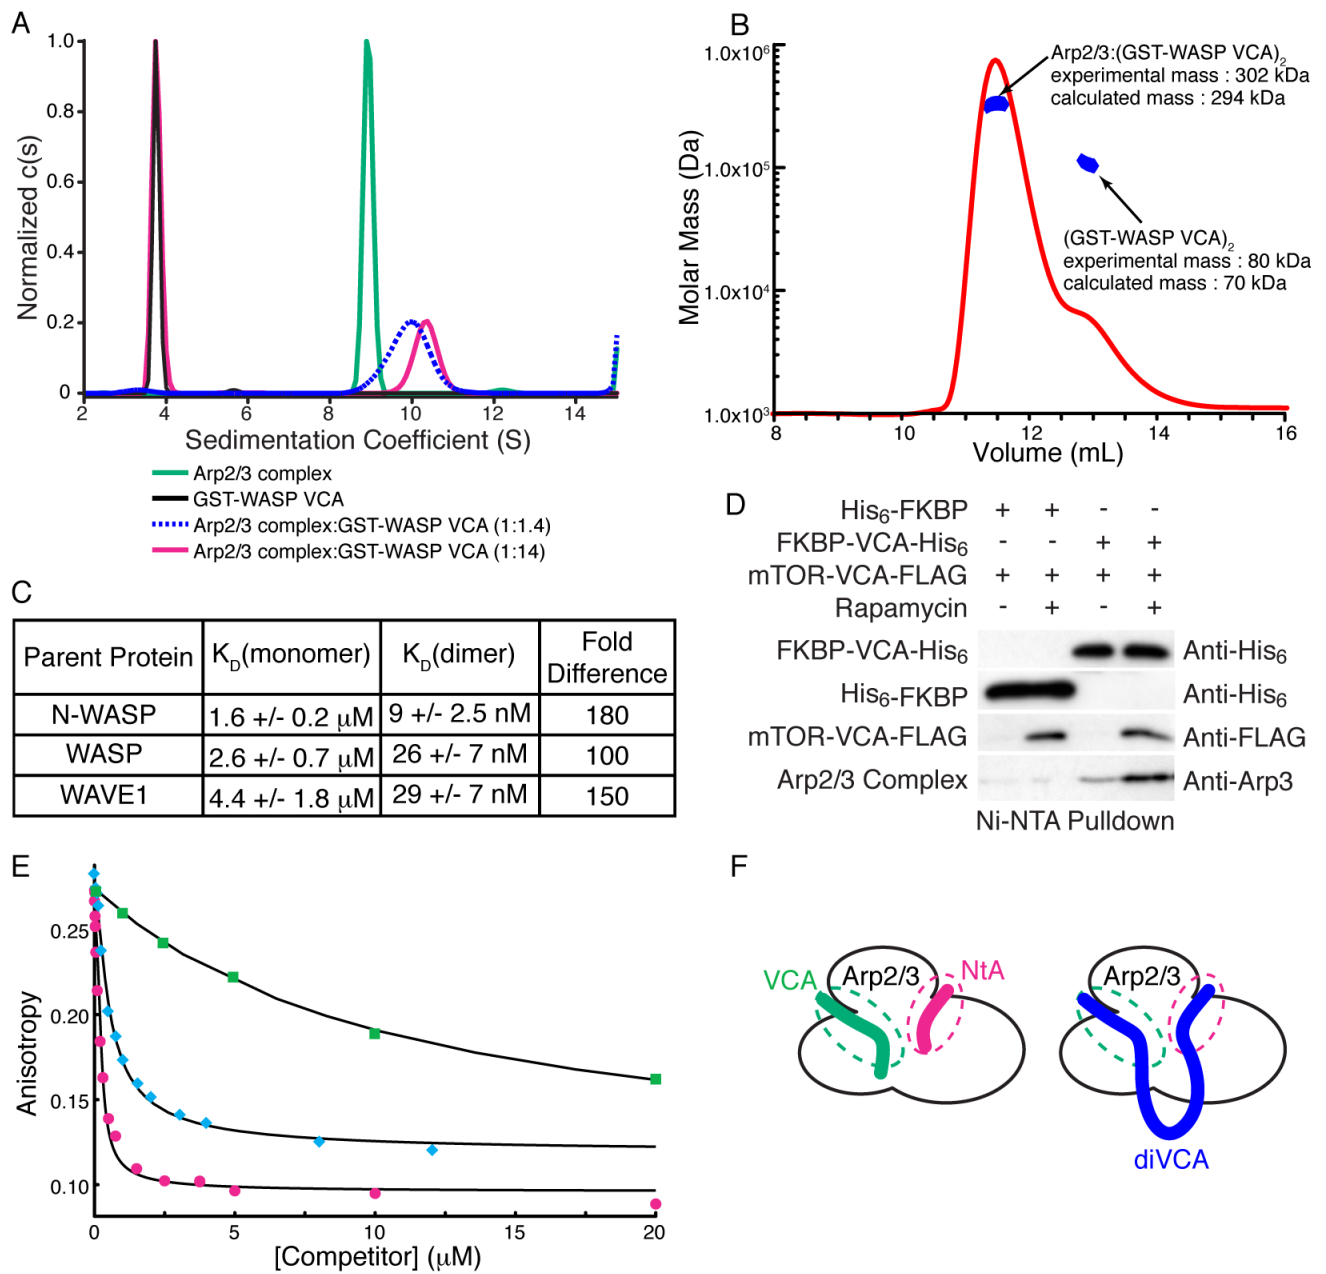 A
1.0
0.8
0.6
0.4
0.2
0
Normalized c(s)
2 4 6 8 10 12 14
Sedimentation Coefficient (S)
Arp2/3 complex
GST-WASP VCA
Arp2/3 complex:GST-WASP VCA (1:1.4)
Arp2/3 complex:GST-WASP VCA (1:14)
B
1.0x10⁶
1.0x10⁵
1.0x10⁴
1.0x10³
Molar Mass (Da)
8 10 12 14 16
Volume (mL)
Arp2/3:(GST-WASP VCA)₂
experimental mass : 302 kDa
calculated mass : 294 kDa
(GST-WASP VCA)₂
experimental mass : 80 kDa
calculated mass : 70 kDa
C
Parent Protein K_D(monomer) K_D(dimer) Fold Difference
N-WASP 1.6 +/- 0.2 μM 9 +/- 2.5 nM 180
WASP 2.6 +/- 0.7 μM 26 +/- 7 nM 100
WAVE1 4.4 +/- 1.8 μM 29 +/- 7 nM 150
D
His₆-FKBP + + - -
FKBP-VCA-His₆ - - + +
mTOR-VCA-FLAG + + + +
Rapamycin - + - +
FKBP-VCA-His₆ Anti-His₆
His₆-FKBP Anti-His₆
mTOR-VCA-FLAG Anti-FLAG
Arp2/3 Complex Anti-Arp3
Ni-NTA Pulldown
E
0.25
0.20
0.15
0.10
Anisotropy
0 5 10 15 20
[Competitor] (μM)
F
VCA Arp2/3 NtA
Arp2/3
diVCA